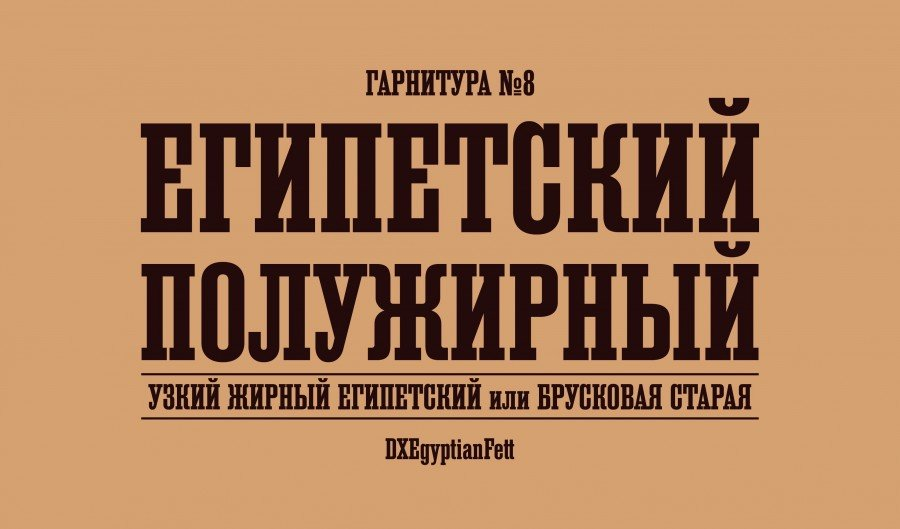 ГАРНИТУРА №8
ЕГИПЕТСКИЙ
ПОЛУЖИРНЫЙ
УЗКИЙ ЖИРНЫЙ ЕГИПЕТСКИЙ или БРУСКОВАЯ СТАРАЯ
DXEgyptianFett